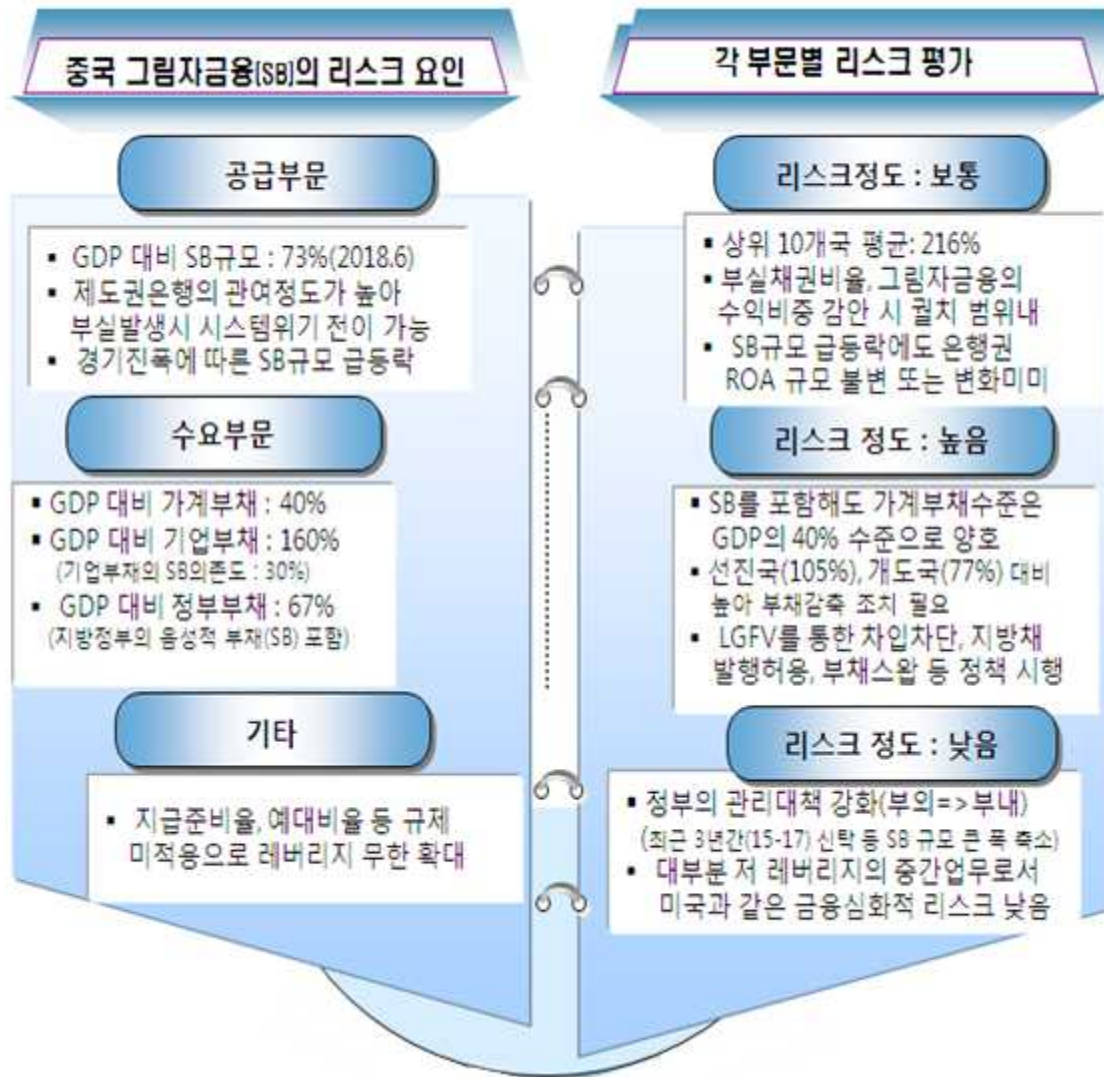 중국 그림자금융(SB)의 리스크 요인
공급부문
▪ GDP 대비 SB규모 : 73%(2018.6)
▪ 제도권은행의 관여정도가 높아
부실발생시 시스템위기 전이 가능
▪ 경기진폭에 따른 SB규모 급등락
수요부문
▪ GDP 대비 가계부채 : 40%
▪ GDP 대비 기업부채 : 160%
(기업부채의 SB의존도 : 30%)
▪ GDP 대비 정부부채 : 67%
(지방정부의 음성적 부채(SB) 포함)
기타
▪ 지급준비율, 예대비율 등 규제
미적용으로 레버리지 무한 확대
각 부문별 리스크 평가
리스크정도 : 보통
▪ 상위 10개국 평균: 216%
▪ 부실채권비율, 그림자금융의
수익비중 감안 시 궐치 범위내
▪ SB규모 급등락에도 은행권
ROA 규모 불변 또는 변화미미
리스크 정도 : 높음
▪ SB를 포함해도 가계부채수준은
GDP의 40% 수준으로 양호
▪ 선진국(105%), 개도국(77%) 대비
높아 부채감축 조치 필요
▪ LGFV를 통한 차입차단, 지방채
발행허용, 부채스왑 등 정책 시행
리스크 정도 : 낮음
▪ 정부의 관리대책 강화(부외=>부내)
(최근 3년간(15-17) 신탁 등 SB 규모 큰 폭 축소)
▪ 대부분 저 레버리지의 중간업무로서
미국과 같은 금융심화적 리스크 낮음